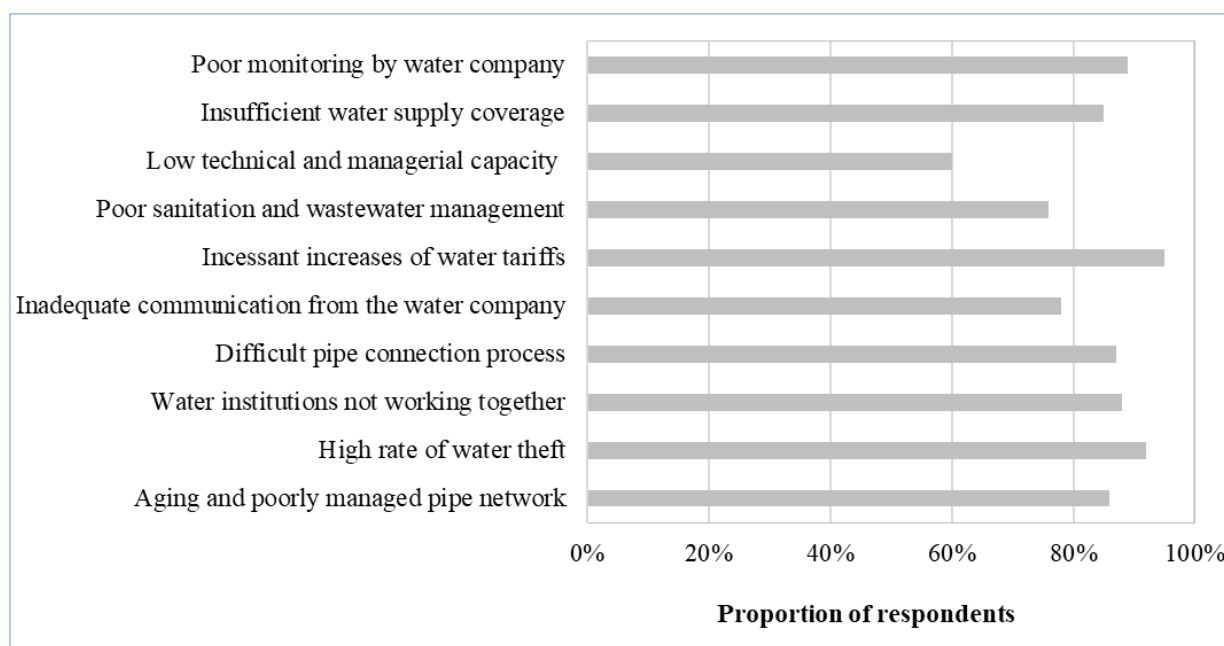 Poor monitoring by water company
Insufficient water supply coverage
Low technical and managerial capacity
Poor sanitation and wastewater management
Incessant increases of water tariffs
Inadequate communication from the water company
Difficult pipe connection process
Water institutions not working together
High rate of water theft
Aging and poorly managed pipe network
0% 20% 40% 60% 80% 100%
Proportion of respondents